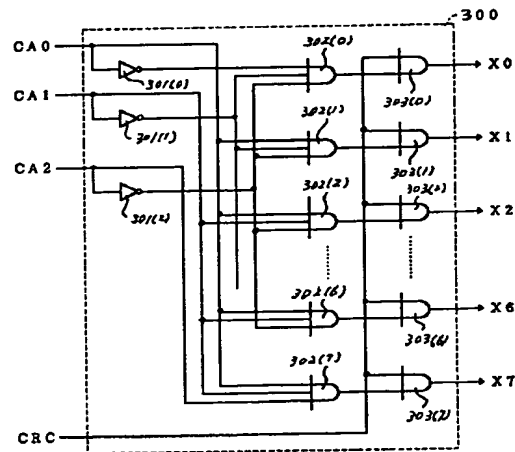 300
CA0
302(0)
X0
301(0)
303(0)
CA1
302(1)
X1
301(1)
303(1)
CA2
302(2)
303(2)
X2
301(2)
302(6)
X6
303(6)
302(7)
X7
303(7)
CRC